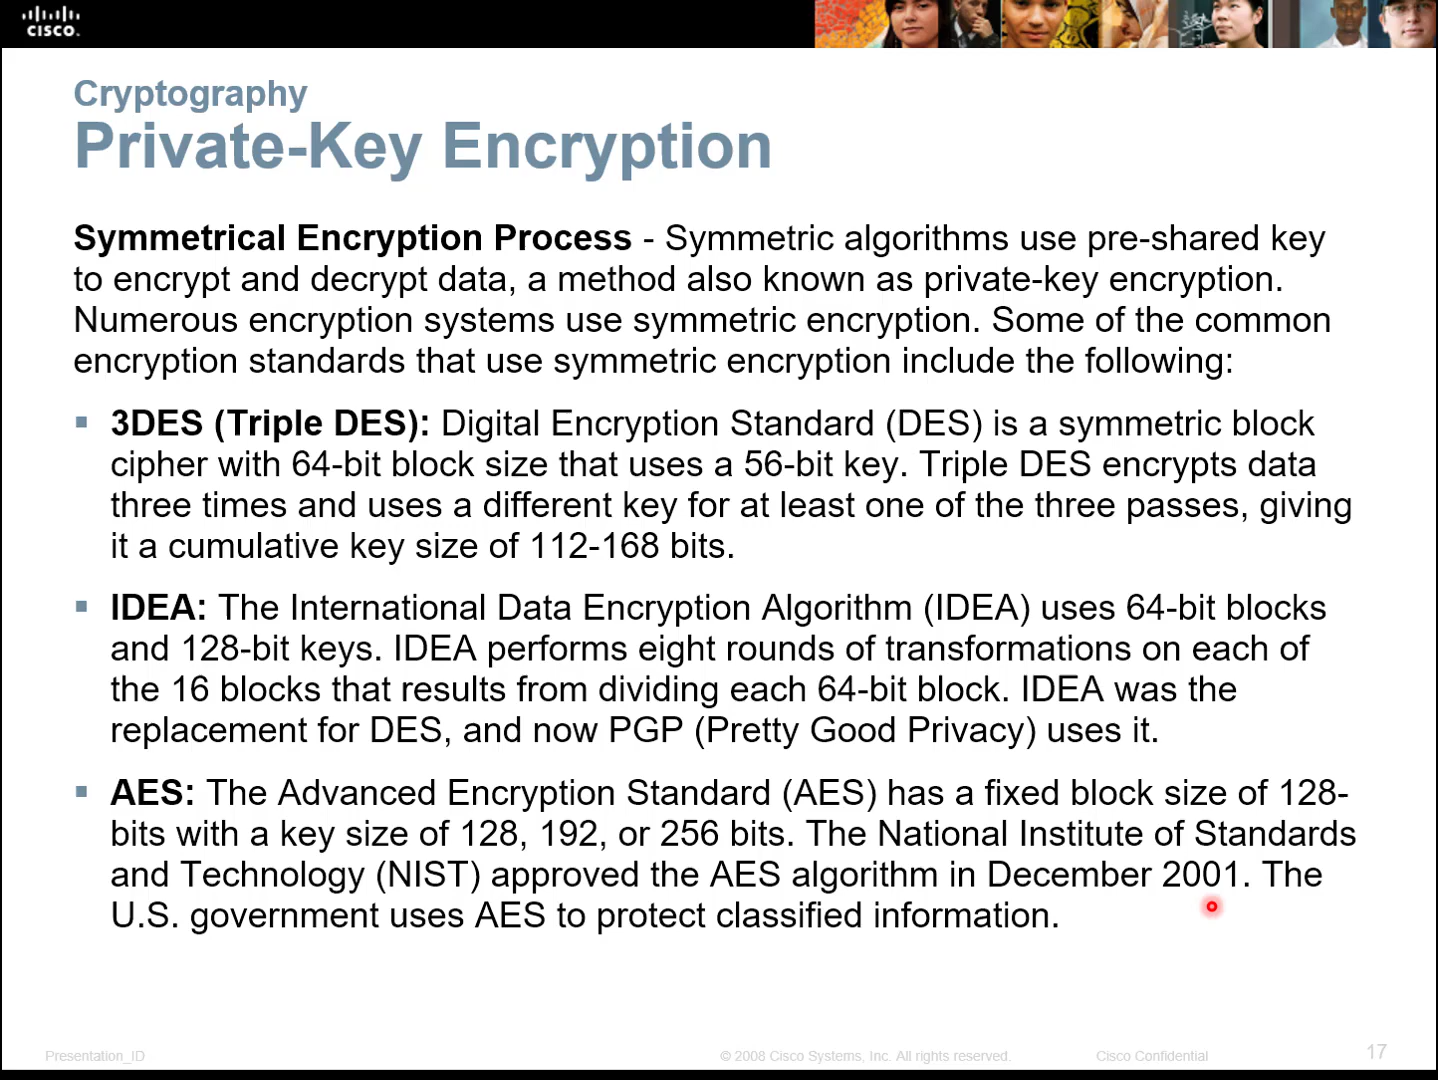 CISCO.
Cryptography
Private-Key Encryption
Symmetrical Encryption Process - Symmetric algorithms use pre-shared key
to encrypt and decrypt data, a method also known as private-key encryption.
Numerous encryption systems use symmetric encryption. Some of the common
encryption standards that use symmetric encryption include the following:
▪ 3DES (Triple DES): Digital Encryption Standard (DES) is a symmetric block
cipher with 64-bit block size that uses a 56-bit key. Triple DES encrypts data
three times and uses a different key for at least one of the three passes, giving
it a cumulative key size of 112-168 bits.
▪ IDEA: The International Data Encryption Algorithm (IDEA) uses 64-bit blocks
and 128-bit keys. IDEA performs eight rounds of transformations on each of
the 16 blocks that results from dividing each 64-bit block. IDEA was the
replacement for DES, and now PGP (Pretty Good Privacy) uses it.
▪ AES: The Advanced Encryption Standard (AES) has a fixed block size of 128-
bits with a key size of 128, 192, or 256 bits. The National Institute of Standards
and Technology (NIST) approved the AES algorithm in December 2001. The
U.S. government uses AES to protect classified information.
Presentation_ID
© 2008 Cisco Systems, Inc. All rights reserved.
Cisco Confidential
17